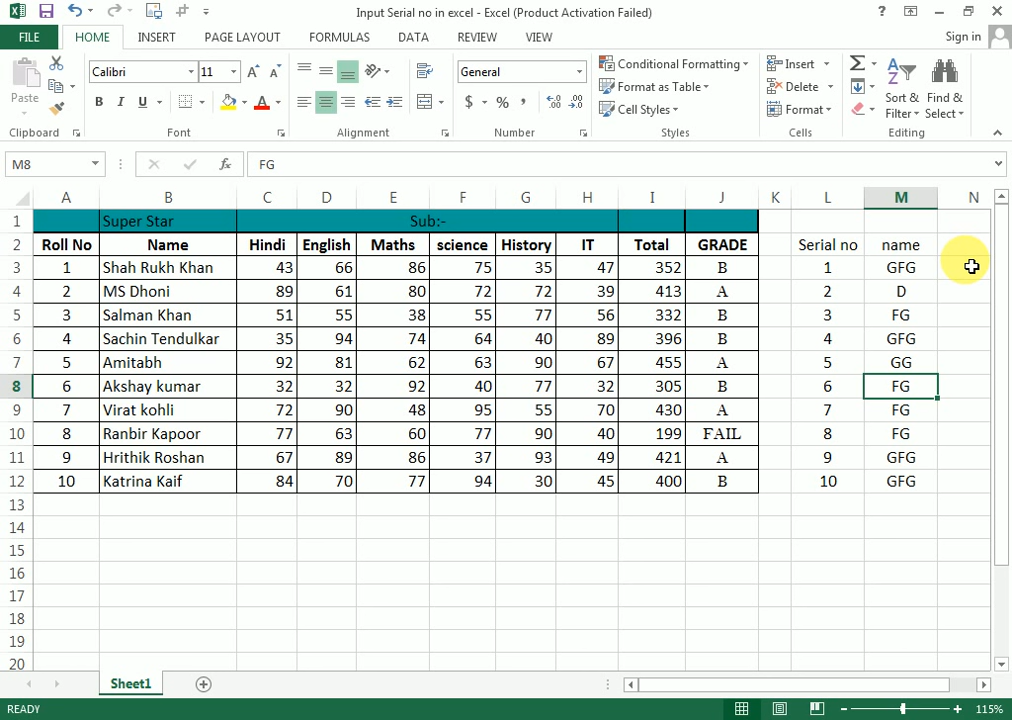 Input Serial no in excel - Excel (Product Activation Failed)
FILE HOME INSERT PAGE LAYOUT FORMULAS DATA REVIEW VIEW Sign in
Paste
Calibri 11
B I U A
General
$ % ,
Conditional Formatting
Format as Table
Cell Styles
Insert
Delete
Format
Sort & Filter
Find & Select
Clipboard Font Alignment Number Styles Cells Editing
M8 fx FG
A B C D E F G H I J K L M N
1 Super Star Sub:-
2 Roll No Name Hindi English Maths science History IT Total GRADE Serial no name
3 1 Shah Rukh Khan 43 66 86 75 35 47 352 B 1 GFG
4 2 MS Dhoni 89 61 80 72 72 39 413 A 2 D
5 3 Salman Khan 51 55 38 55 77 56 332 B 3 FG
6 4 Sachin Tendulkar 35 94 74 64 40 89 396 B 4 GFG
7 5 Amitabh 92 81 62 63 90 67 455 A 5 GG
8 6 Akshay kumar 32 32 92 40 77 32 305 B 6 FG
9 7 Virat kohli 72 90 48 95 55 70 430 A 7 FG
10 8 Ranbir Kapoor 77 63 60 77 90 40 199 FAIL 8 FG
11 9 Hrithik Roshan 67 89 86 37 93 49 421 A 9 GFG
12 10 Katrina Kaif 84 70 77 94 30 45 400 B 10 GFG
13
14
15
16
17
18
19
20
Sheet1
READY 115%